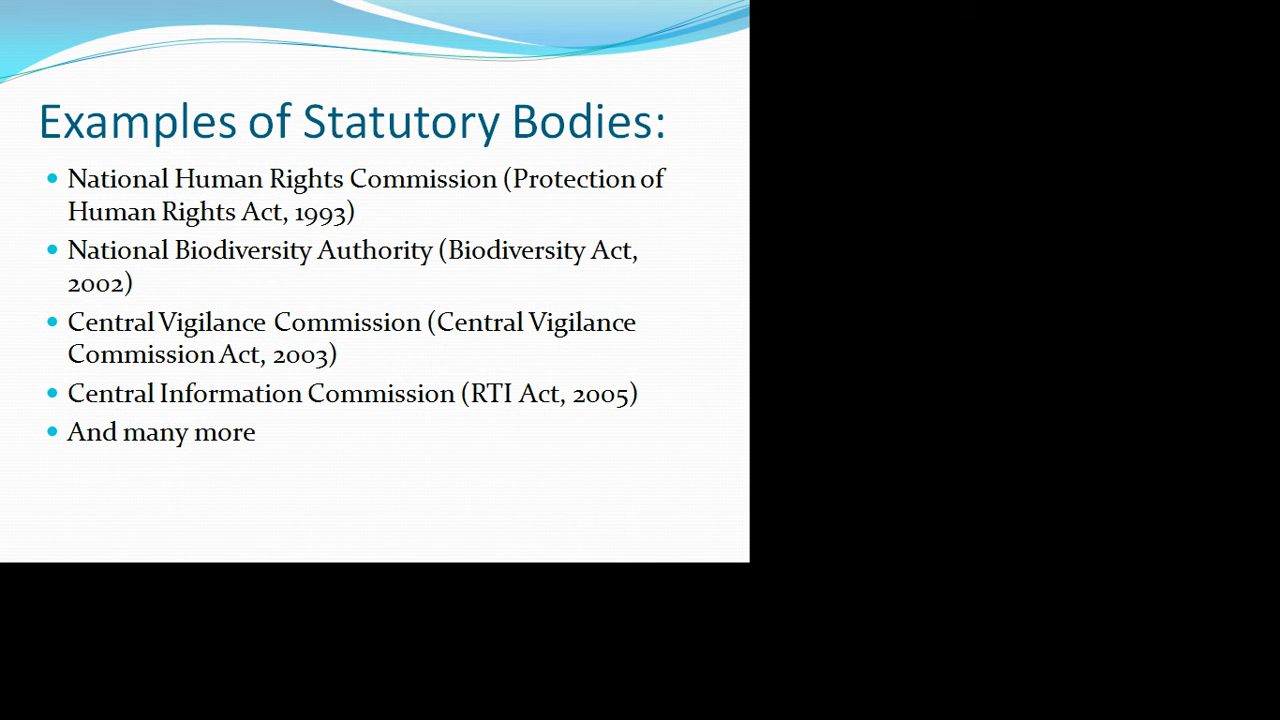 Examples of Statutory Bodies:
National Human Rights Commission (Protection of
Human Rights Act, 1993)
National Biodiversity Authority (Biodiversity Act,
2002)
Central Vigilance Commission (Central Vigilance
Commission Act, 2003)
Central Information Commission (RTI Act, 2005)
And many more